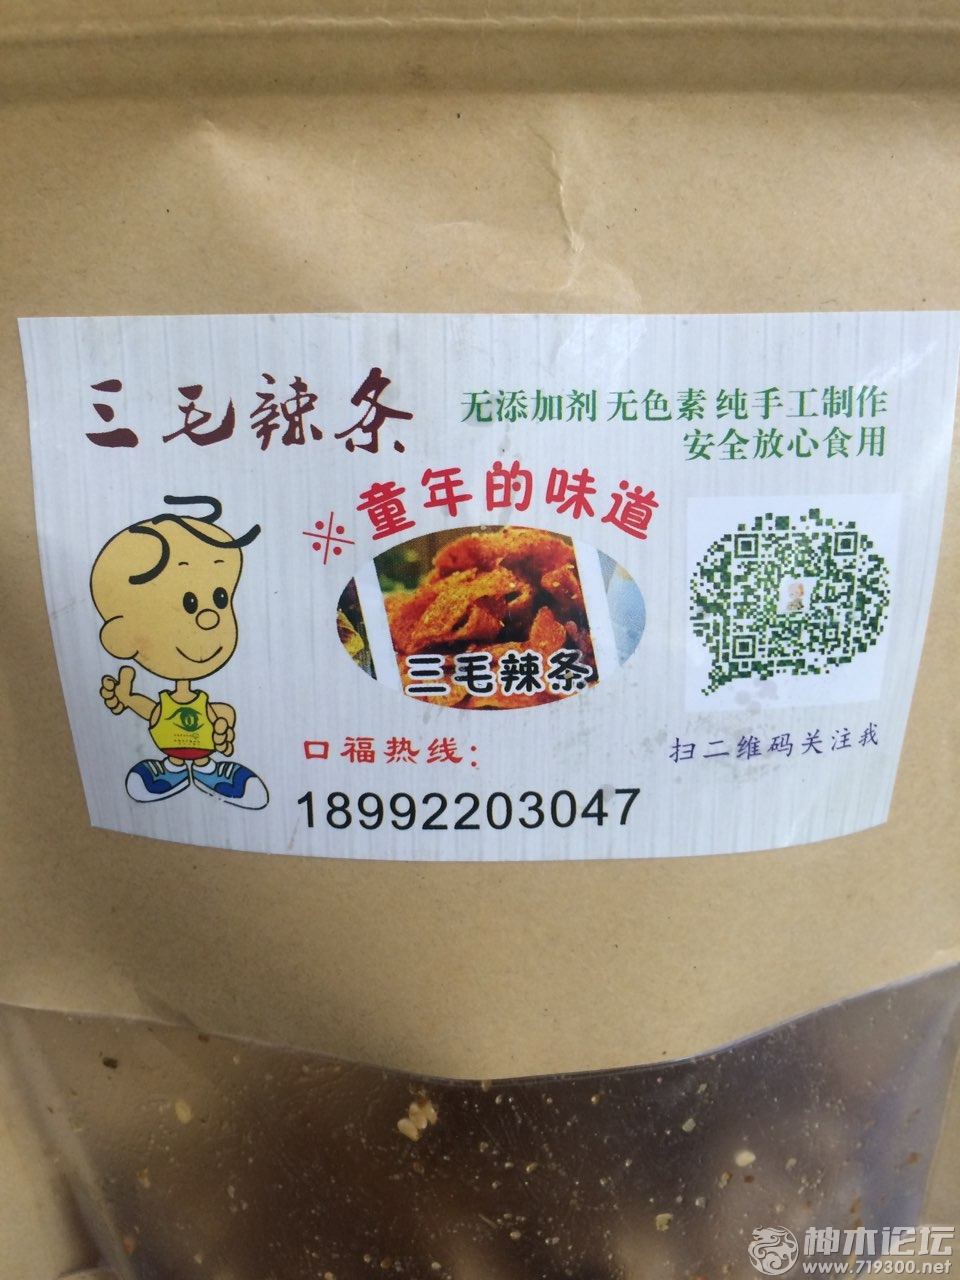 三毛辣条
无添加剂 无色素 纯手工制作
安全放心食用
※童年的味道
三毛辣条
口福热线：
18992203047
扫二维码关注我
神木论坛
www.719300.net